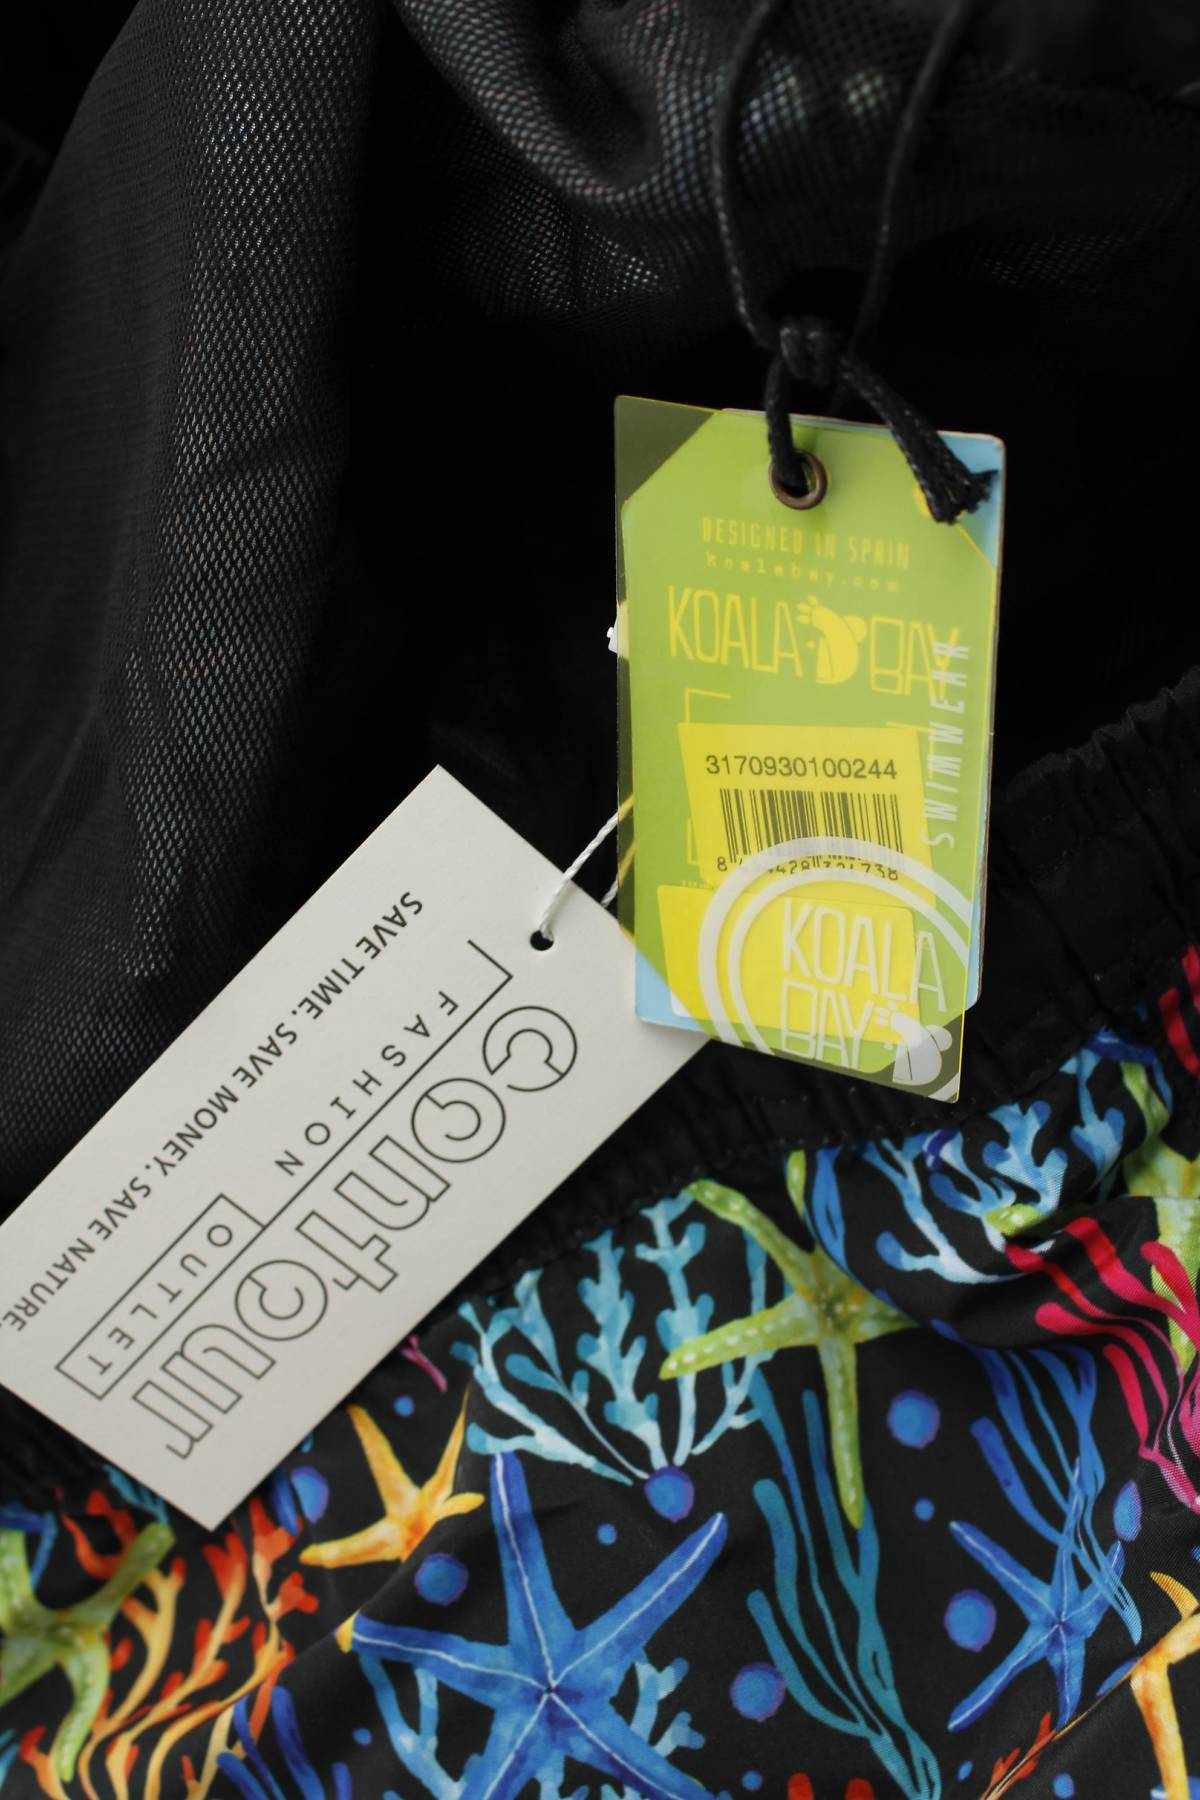 DESIGNED IN SPAIN
koalabay.com
KOALA BAY
SWIMWEAR
3170930100244
KOALA
BAY
contour
FASHION
OUTLET
SAVE TIME. SAVE MONEY. SAVE NATURE.